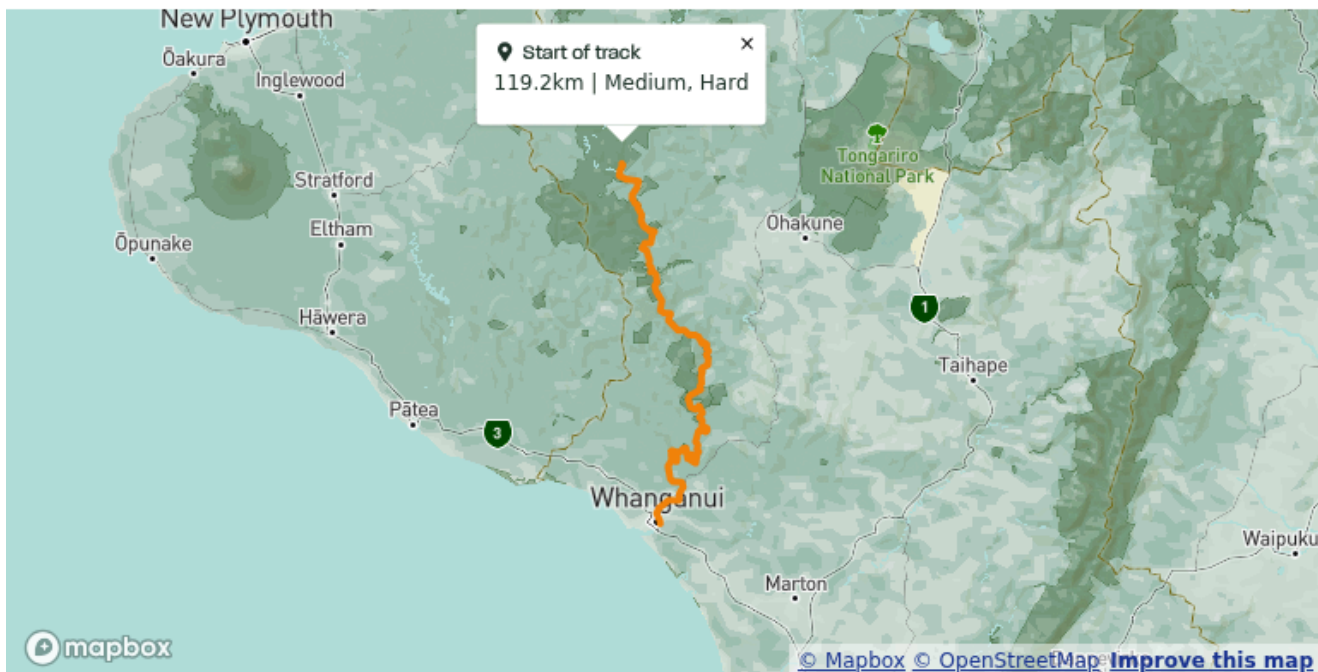 New Plymouth
Ōakura
Inglewood
Start of track
×
119.2km | Medium, Hard
Tongariro
National Park
Stratford
Eltham
Ōpunake
Ohakune
Hāwera
1
Taihape
Pātea
3
Whanganui
Waipuku
Marton
mapbox
© Mapbox © OpenStreetMap Improve this map